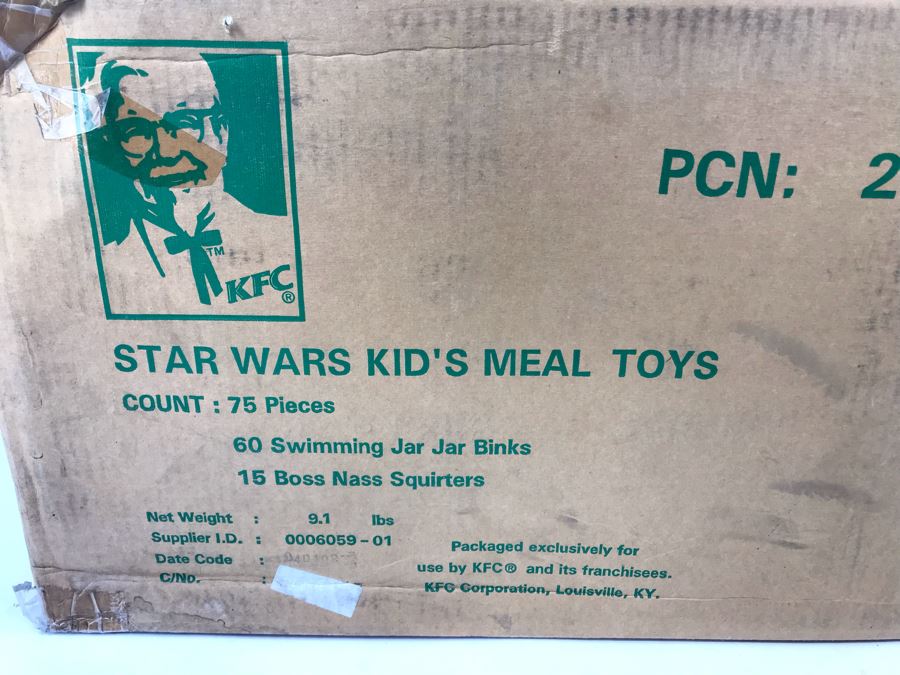 PCN: 2
TM
KFC®
STAR WARS KID'S MEAL TOYS
COUNT : 75 Pieces
60 Swimming Jar Jar Binks
15 Boss Nass Squirters
Net Weight : 9.1 lbs
Supplier I.D. : 0006059-01
Date Code :
C/No. :
Packaged exclusively for
use by KFC® and its franchisees.
KFC Corporation, Louisville, KY.